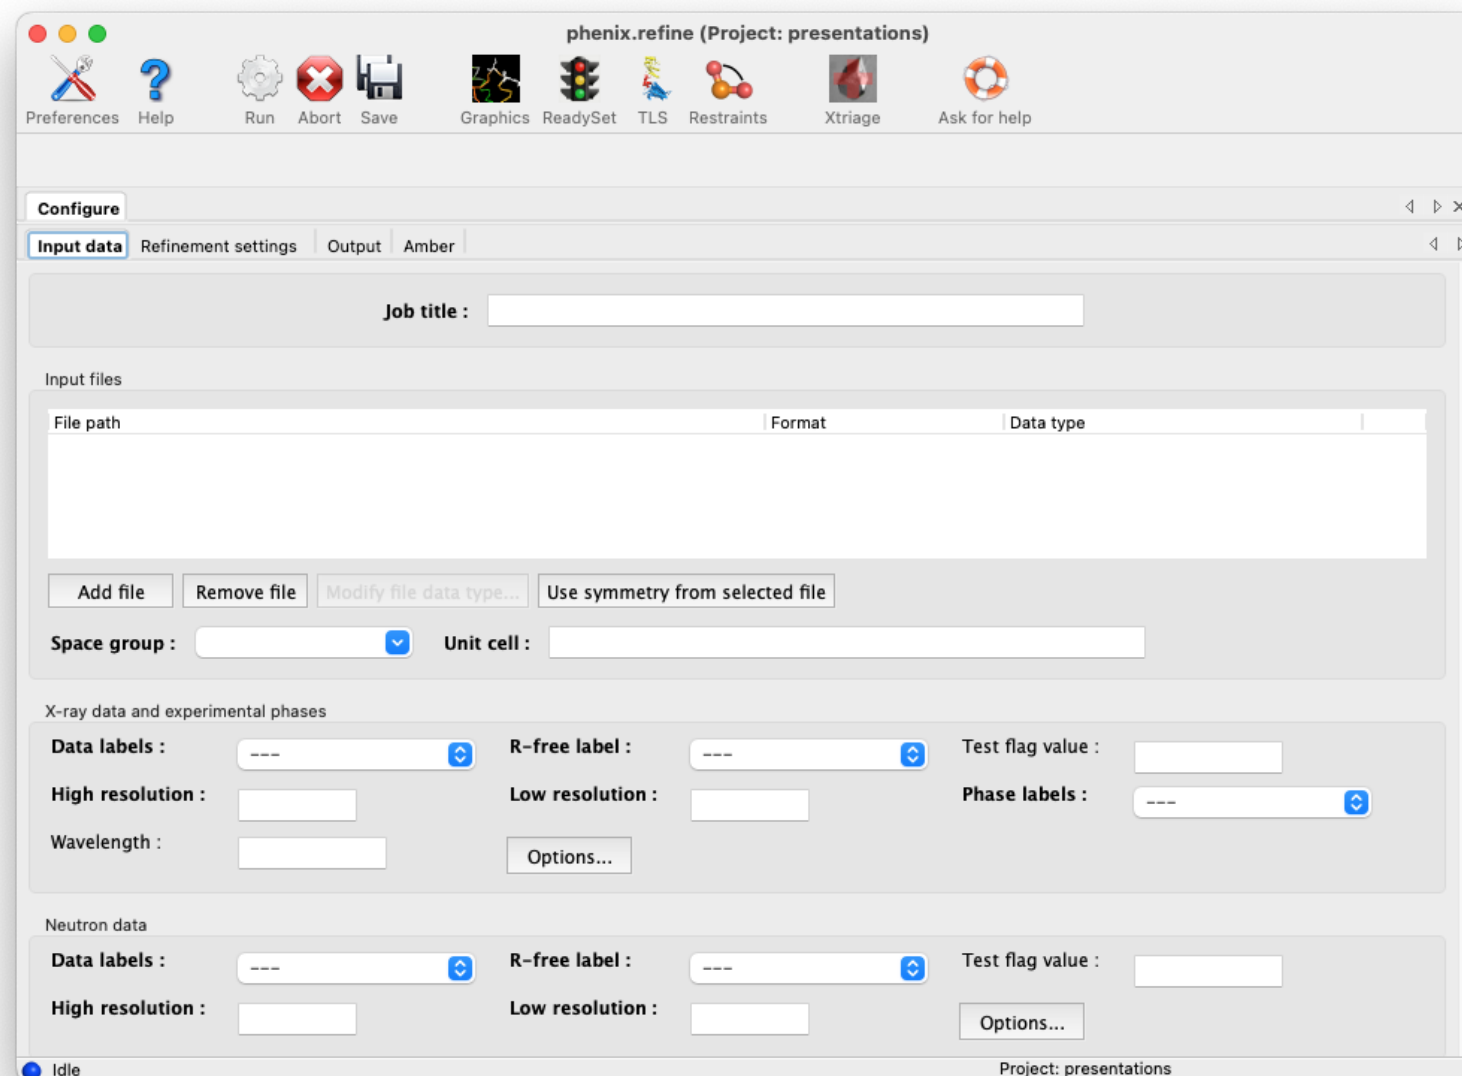 phenix.refine (Project: presentations)
Preferences Help Run Abort Save Graphics ReadySet TLS Restraints Xtriage Ask for help
Configure
Input data Refinement settings Output Amber
Job title :
Input files
File path Format Data type
Add file Remove file Modify file data type... Use symmetry from selected file
Space group : Unit cell :
X-ray data and experimental phases
Data labels : --- R-free label : --- Test flag value :
High resolution : Low resolution : Phase labels : ---
Wavelength : Options...
Neutron data
Data labels : --- R-free label : --- Test flag value :
High resolution : Low resolution : Options...
Idle Project: presentations